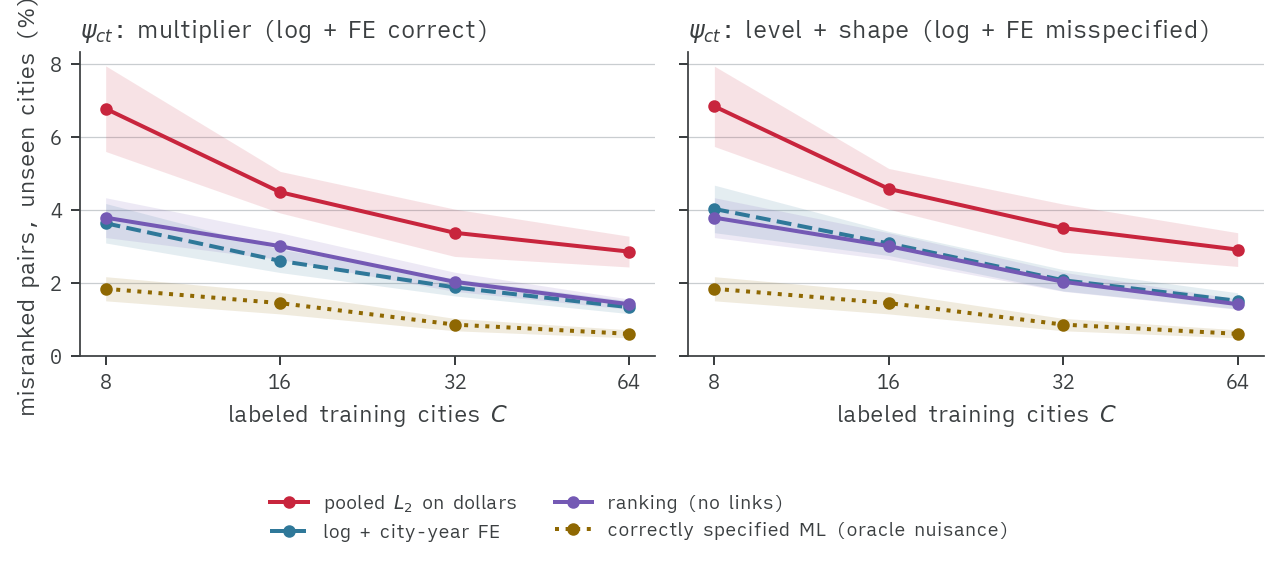 ψct: multiplier (log + FE correct)
ψct: level + shape (log + FE misspecified)
misranked pairs, unseen cities (%)
8
6
4
2
0
8 16 32 64
8 16 32 64
labeled training cities C
labeled training cities C
pooled L2 on dollars
ranking (no links)
log + city-year FE
correctly specified ML (oracle nuisance)